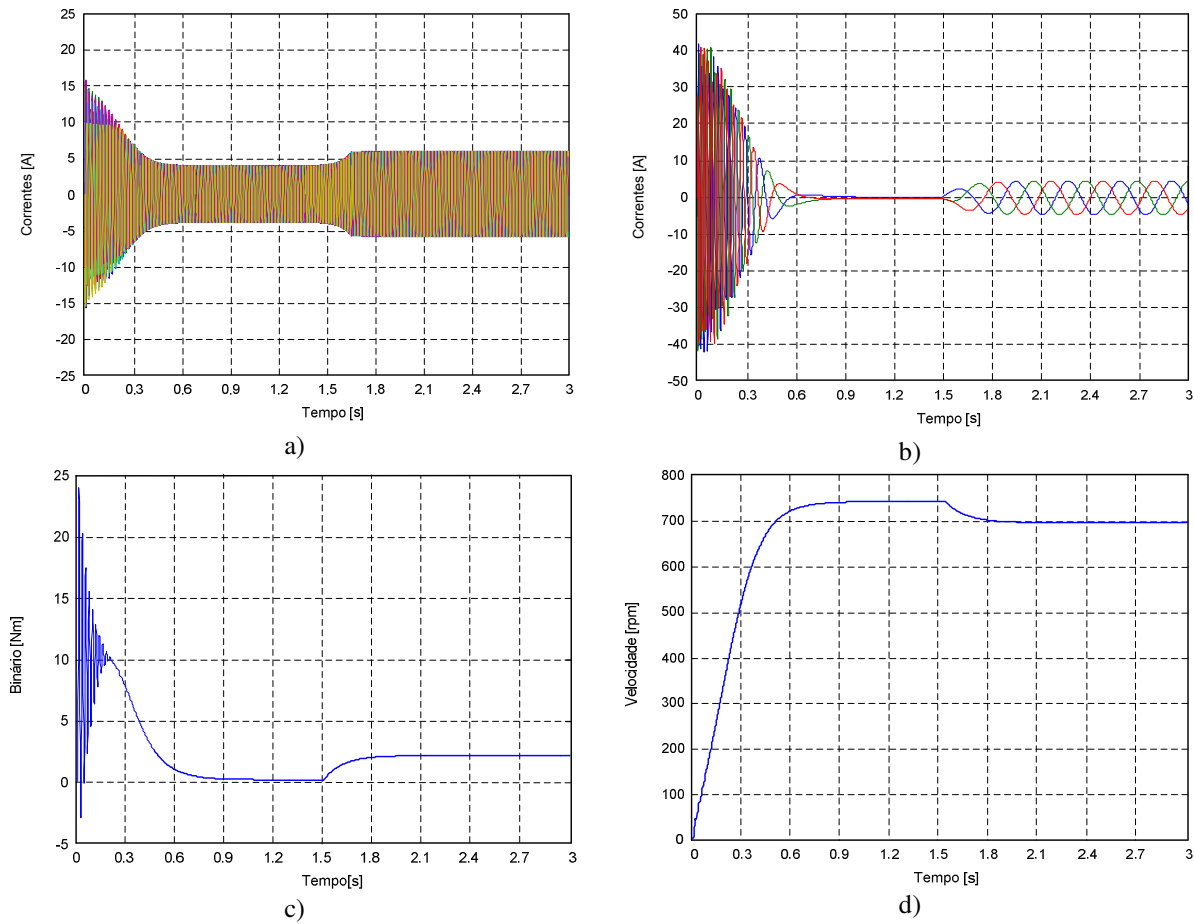 25
20
15
10
5
0
-5
-10
-15
-20
-25
Correntes [A]
0 0.3 0.6 0.9 1.2 1.5 1.8 2.1 2.4 2.7 3
Tempo [s]
a)
50
40
30
20
10
0
-10
-20
-30
-40
-50
Correntes [A]
0 0.3 0.6 0.9 1.2 1.5 1.8 2.1 2.4 2.7 3
Tempo [s]
b)
25
20
15
10
5
0
-5
Binário [Nm]
0 0.3 0.6 0.9 1.2 1.5 1.8 2.1 2.4 2.7 3
Tempo[s]
c)
800
700
600
500
400
300
200
100
0
Velocidade [rpm]
0 0.3 0.6 0.9 1.2 1.5 1.8 2.1 2.4 2.7 3
Tempo [s]
d)